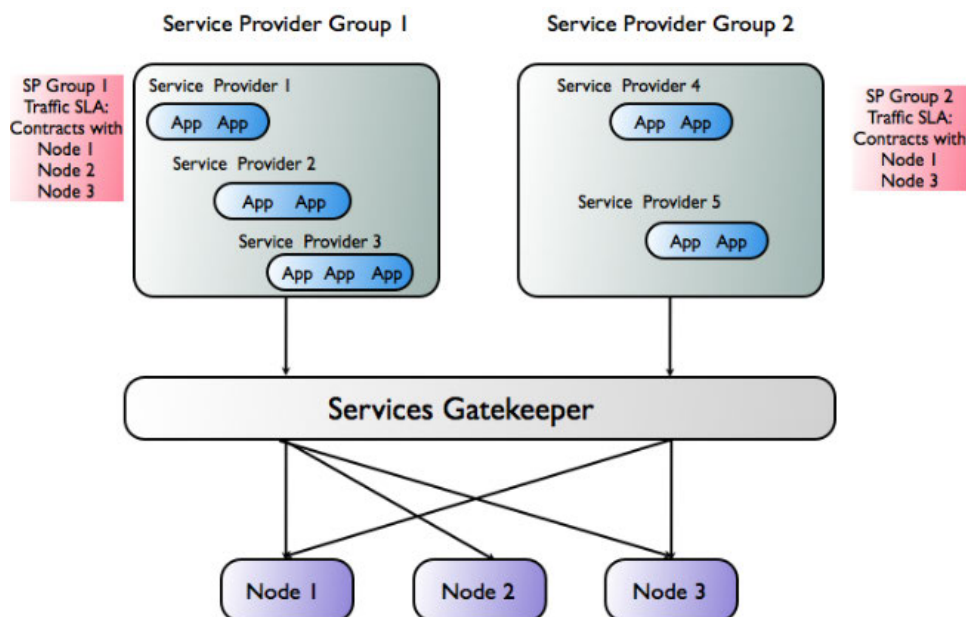 Service Provider Group 1
Service Provider Group 2
SP Group 1
Traffic SLA:
Contracts with
Node 1
Node 2
Node 3
Service Provider 1
App App
Service Provider 2
App App
Service Provider 3
App App App
Service Provider 4
App App
Service Provider 5
App App
SP Group 2
Traffic SLA:
Contracts with
Node 1
Node 3
Services Gatekeeper
Node 1
Node 2
Node 3